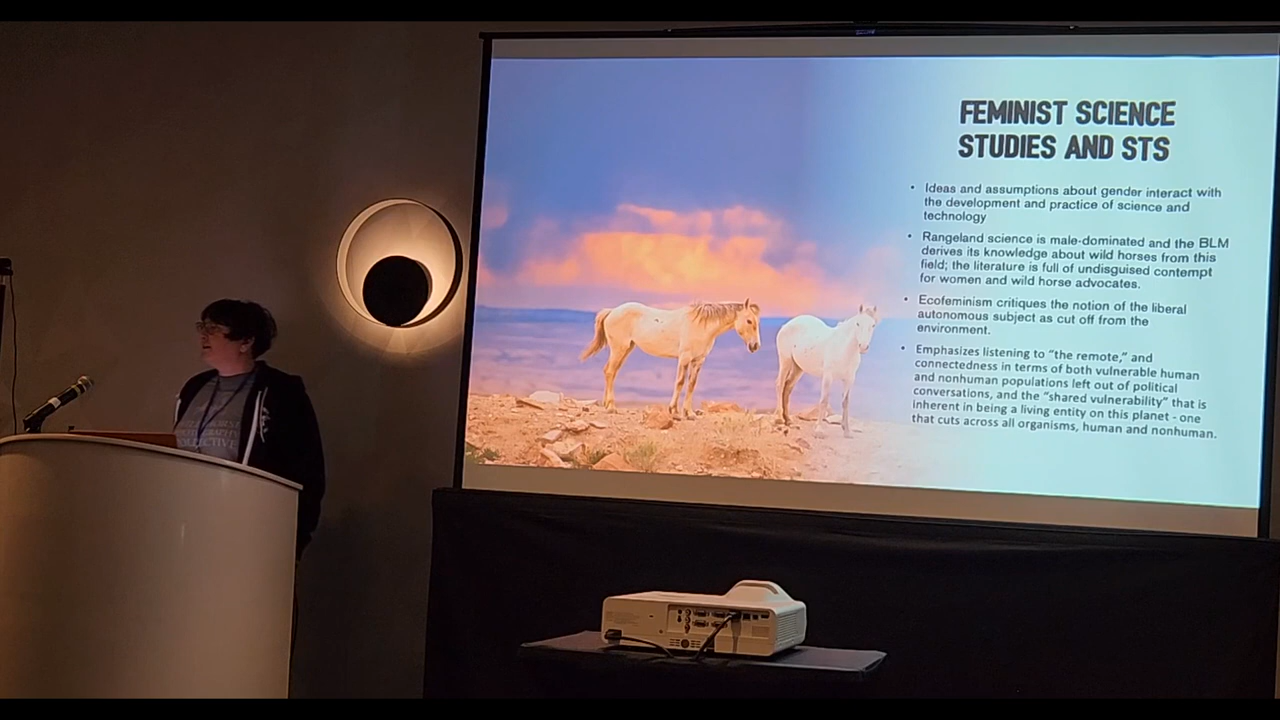 FEMINIST SCIENCE
STUDIES AND STS
• Ideas and assumptions about gender interact with
the development and practice of science and
technology
• Rangeland science is male-dominated and the BLM
derives its knowledge about wild horses from this
field; the literature is full of undisguised contempt
for women and wild horse advocates.
• Ecofeminism critiques the notion of the liberal
autonomous subject as cut off from the
environment.
• Emphasizes listening to “the remote,” and
connectedness in terms of both vulnerable human
and nonhuman populations left out of political
conversations, and the “shared vulnerability” that is
inherent in being a living entity on this planet - one
that cuts across all organisms, human and nonhuman.
COLLECTIVE